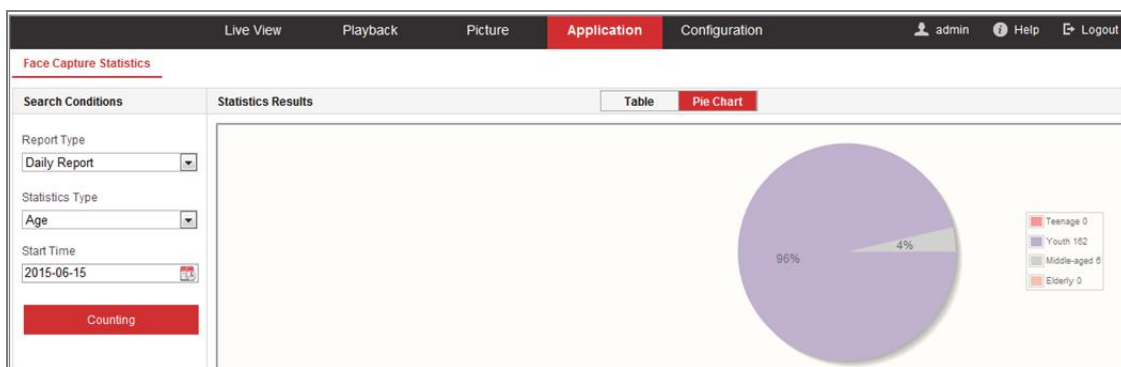 Live View Playback Picture Application Configuration admin Help Logout
Face Capture Statistics
Search Conditions
Statistics Results Table Pie Chart
Report Type
Daily Report
Statistics Type
Age
Start Time
2015-06-15
Counting
96%
4%
Teenage 0
Youth 162
Middle-aged 6
Elderly 0